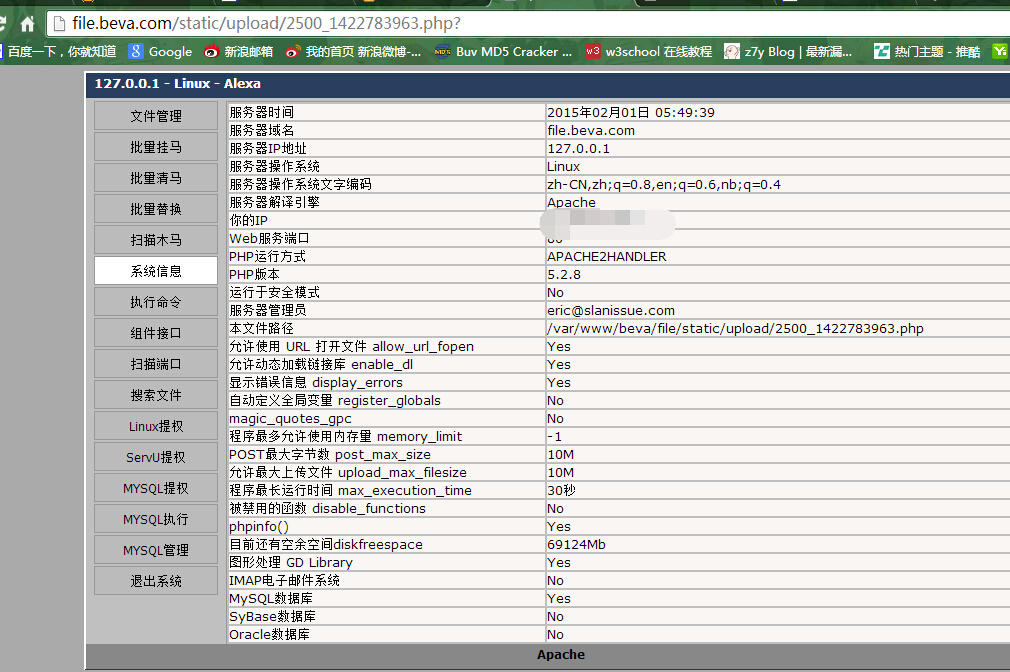 file.beva.com/static/upload/2500_1422783963.php?
百度一下，你就知道 Google 新浪邮箱 我的首页 新浪微博-... Buv MD5 Cracker ... w3school 在线教程 z7y Blog | 最新漏... 热门主题 - 推酷
127.0.0.1 - Linux - Alexa
文件管理
批量挂马
批量清马
批量替换
扫描木马
系统信息
执行命令
组件接口
扫描端口
搜索文件
Linux提权
ServU提权
MYSQL提权
MYSQL执行
MYSQL管理
退出系统
服务器时间 2015年02月01日 05:49:39
服务器域名 file.beva.com
服务器IP地址 127.0.0.1
服务器操作系统 Linux
服务器操作系统文字编码 zh-CN,zh;q=0.8,en;q=0.6,nb;q=0.4
服务器解译引擎 Apache
你的IP
Web服务端口
PHP运行方式 APACHE2HANDLER
PHP版本 5.2.8
运行于安全模式 No
服务器管理员 eric@slanissue.com
本文件路径 /var/www/beva/file/static/upload/2500_1422783963.php
允许使用 URL 打开文件 allow_url_fopen Yes
允许动态加载链接库 enable_dl Yes
显示错误信息 display_errors Yes
自动定义全局变量 register_globals No
magic_quotes_gpc No
程序最多允许使用内存量 memory_limit -1
POST最大字节数 post_max_size 10M
允许最大上传文件 upload_max_filesize 10M
程序最长运行时间 max_execution_time 30秒
被禁用的函数 disable_functions No
phpinfo() Yes
目前还有空余空间diskfreespace 69124Mb
图形处理 GD Library Yes
IMAP电子邮件系统 No
MySQL数据库 Yes
SyBase数据库 No
Oracle数据库 No
Apache